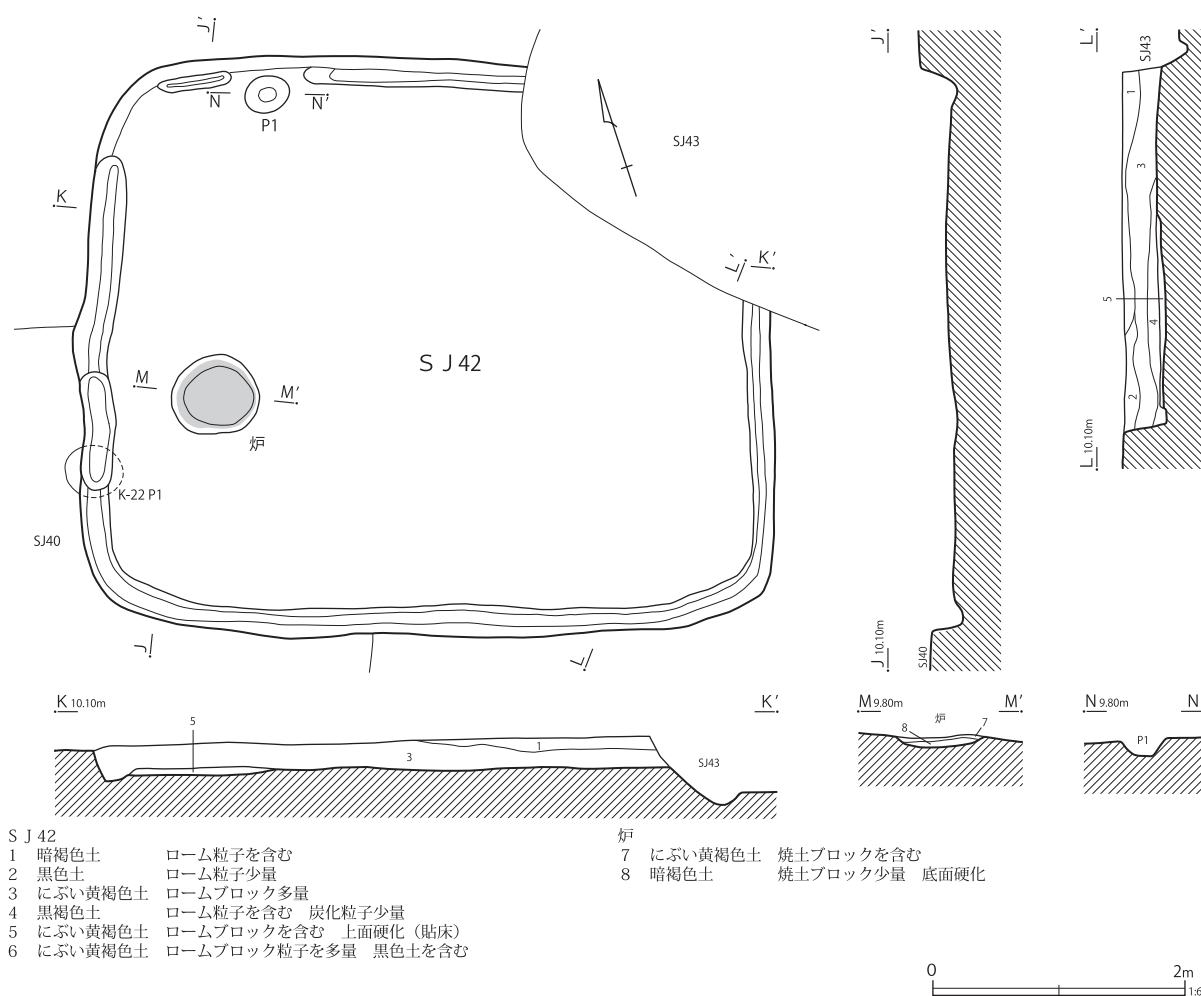 J′
N
N′
P1
SJ43
K
L′
K′
ＳＪ42
M
M′
炉
K-22 P1
SJ40
J
L
J′
J 10.10m
SJ40
L′
SJ43
1
3
5
4
2
L 10.10m
K 10.10m
K′
5
1
3
SJ43
M 9.80m
M′
炉
8
7
N 9.80m
N
P1
ＳＪ42
1 暗褐色土 ローム粒子を含む
2 黒色土 ローム粒子少量
3 にぶい黄褐色土 ロームブロック多量
4 黒褐色土 ローム粒子を含む 炭化粒子少量
5 にぶい黄褐色土 ロームブロックを含む 上面硬化（貼床）
6 にぶい黄褐色土 ロームブロック粒子を多量 黒色土を含む
炉
7 にぶい黄褐色土 焼土ブロックを含む
8 暗褐色土 焼土ブロック少量 底面硬化
0
2m
1:6